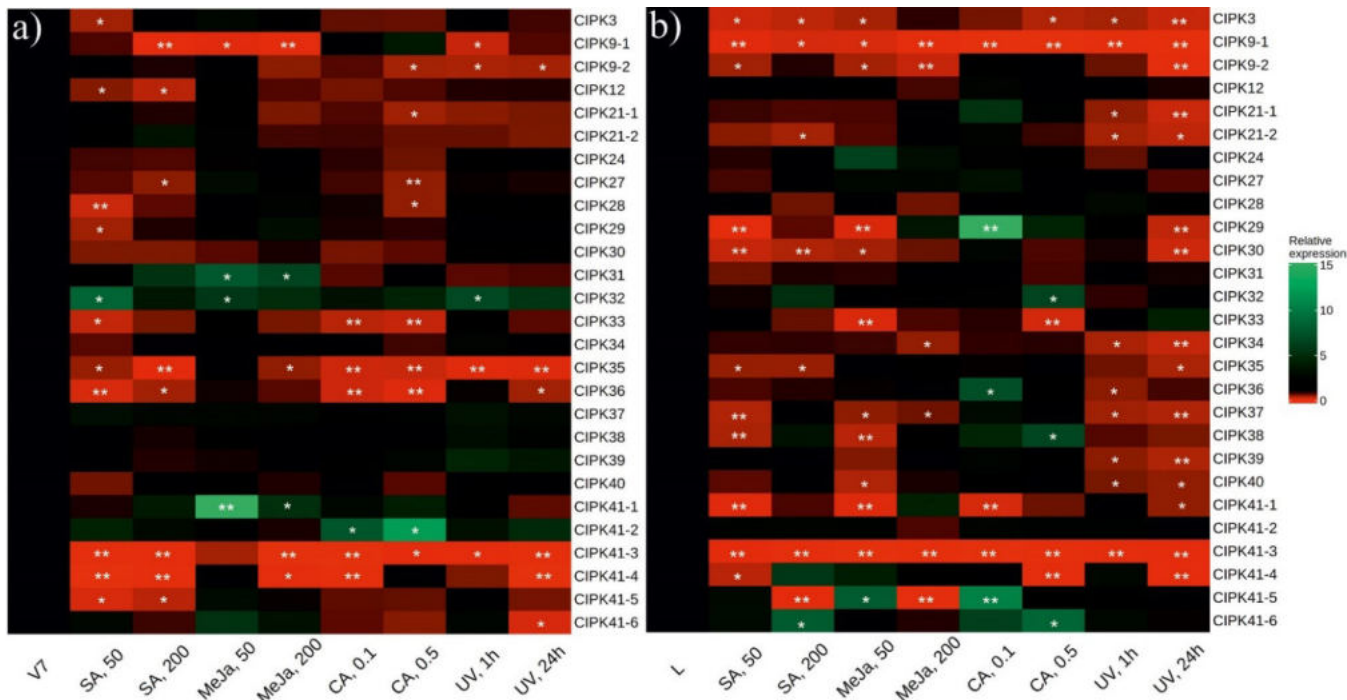 a)
* CIPK3
** * ** * CIPK9-1
* * * CIPK9-2
* * CIPK12
* CIPK21-1
CIPK21-2
CIPK24
* ** CIPK27
** * CIPK28
* CIPK29
CIPK30
* * CIPK31
* * * CIPK32
* ** ** CIPK33
CIPK34
* ** * ** ** ** ** CIPK35
** * ** ** * CIPK36
CIPK37
CIPK38
CIPK39
CIPK40
** * CIPK41-1
* * CIPK41-2
** ** ** ** * * ** CIPK41-3
** ** * ** ** CIPK41-4
* * CIPK41-5
* CIPK41-6
V7 SA, 50 SA, 200 MeJa, 50 MeJa, 200 CA, 0.1 CA, 0.5 UV, 1h UV, 24h
b)
* * * * * ** CIPK3
** * * ** ** ** ** ** CIPK9-1
* * ** ** CIPK9-2
CIPK12
* ** CIPK21-1
* * * CIPK21-2
CIPK24
CIPK27
CIPK28
** ** ** ** CIPK29
** ** * ** CIPK30
CIPK31
* CIPK32
** ** CIPK33
* * ** CIPK34
* * * CIPK35
* * CIPK36
** * * * ** CIPK37
** ** * CIPK38
* ** CIPK39
* * * CIPK40
** ** ** * CIPK41-1
CIPK41-2
** ** ** ** ** ** ** ** CIPK41-3
* ** ** CIPK41-4
** * ** ** CIPK41-5
* * CIPK41-6
L SA, 50 SA, 200 MeJa, 50 MeJa, 200 CA, 0.1 CA, 0.5 UV, 1h UV, 24h
Relative
expression
15
10
5
0